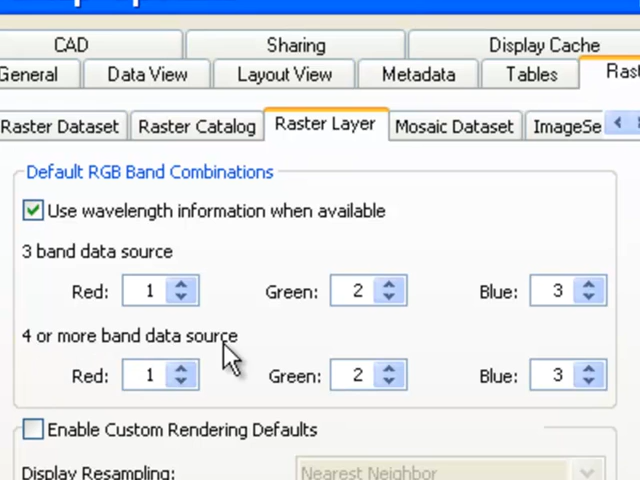 CAD Sharing Display Cache
General Data View Layout View Metadata Tables
Raster Dataset Raster Catalog Raster Layer Mosaic Dataset ImageSe
Default RGB Band Combinations
Use wavelength information when available
3 band data source
Red: 1 Green: 2 Blue: 3
4 or more band data source
Red: 1 Green: 2 Blue: 3
Enable Custom Rendering Defaults
Display Resampling: Nearest Neighbor